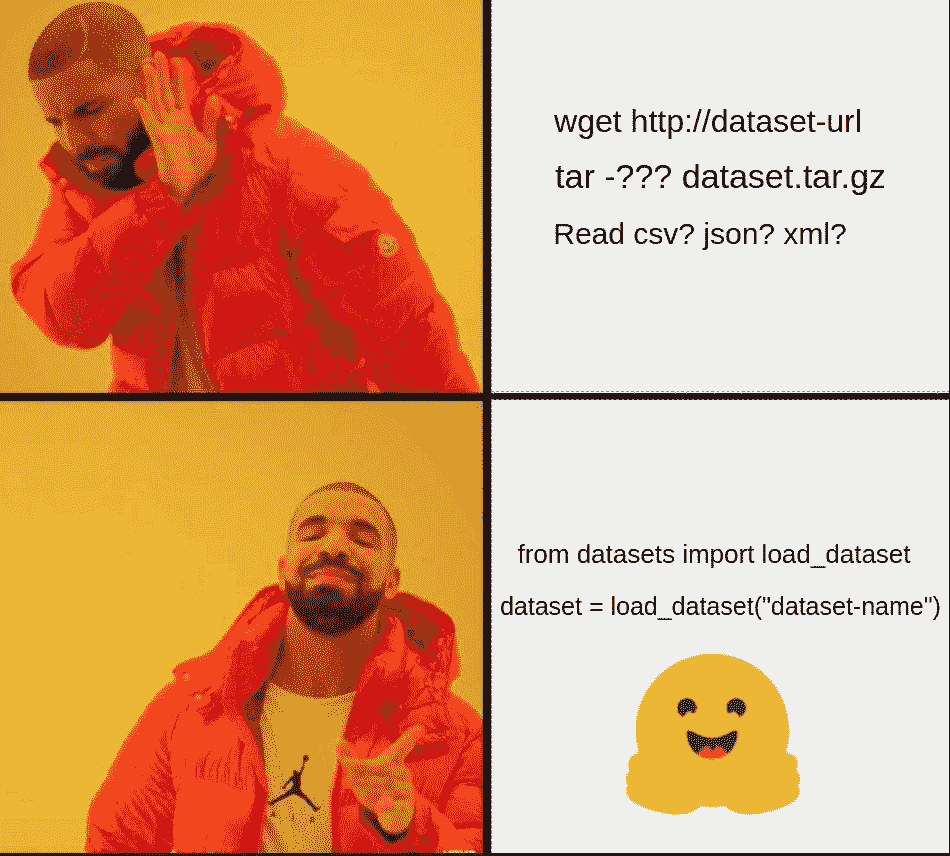 wget http://dataset-url
tar -??? dataset.tar.gz
Read csv? json? xml?
from datasets import load_dataset
dataset = load_dataset("dataset-name")